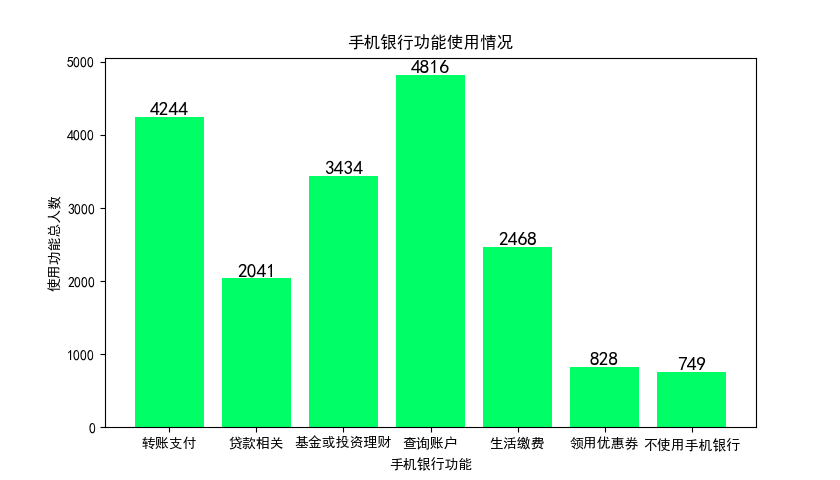 手机银行功能使用情况
使用功能总人数
5000
4000
3000
2000
1000
0
4244
2041
3434
4816
2468
828
749
转账支付
贷款相关
基金或投资理财
查询账户
生活缴费
领用优惠券
不使用手机银行
手机银行功能